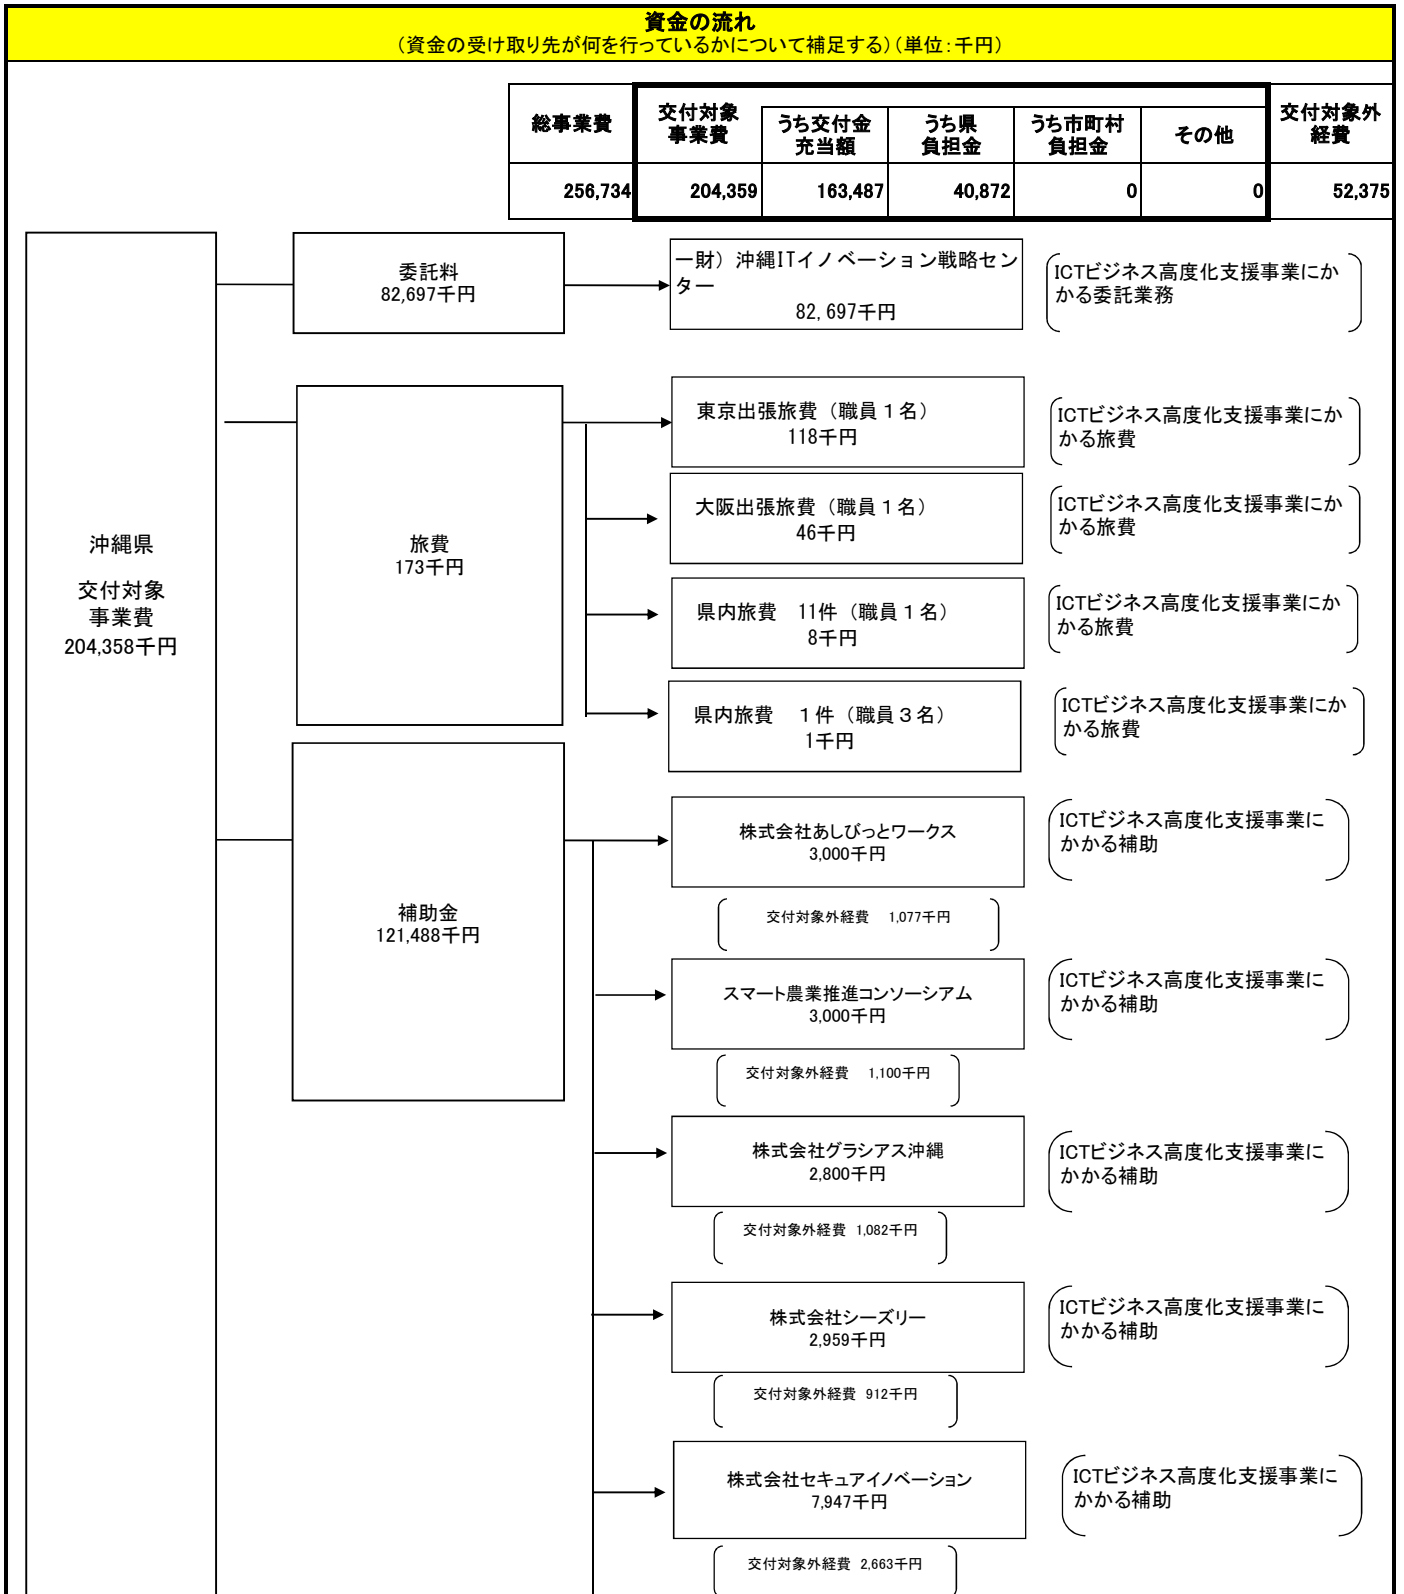 資金の流れ
（資金の受け取り先が何を行っているかについて補足する）（単位：千円）
総事業費
交付対象
事業費
うち交付金
充当額
うち県
負担金
うち市町村
負担金
その他
交付対象外
経費
256,734
204,359
163,487
40,872
0
0
52,375
沖縄県
交付対象
事業費
204,358千円
委託料
82,697千円
一財）沖縄ITイノベーション戦略セン
ター
82,697千円
ICTビジネス高度化支援事業にか
かる委託業務
旅費
173千円
東京出張旅費（職員１名）
118千円
ICTビジネス高度化支援事業にか
かる旅費
大阪出張旅費（職員１名）
46千円
ICTビジネス高度化支援事業にか
かる旅費
県内旅費　11件（職員１名）
8千円
ICTビジネス高度化支援事業にか
かる旅費
県内旅費　１件（職員３名）
1千円
ICTビジネス高度化支援事業にか
かる旅費
補助金
121,488千円
株式会社あしびっとワークス
3,000千円
ICTビジネス高度化支援事業に
かかる補助
交付対象外経費　1,077千円
スマート農業推進コンソーシアム
3,000千円
ICTビジネス高度化支援事業に
かかる補助
交付対象外経費　1,100千円
株式会社グラシアス沖縄
2,800千円
ICTビジネス高度化支援事業に
かかる補助
交付対象外経費 1,082千円
株式会社シーズリー
2,959千円
ICTビジネス高度化支援事業に
かかる補助
交付対象外経費 912千円
株式会社セキュアイノベーション
7,947千円
ICTビジネス高度化支援事業に
かかる補助
交付対象外経費 2,663千円